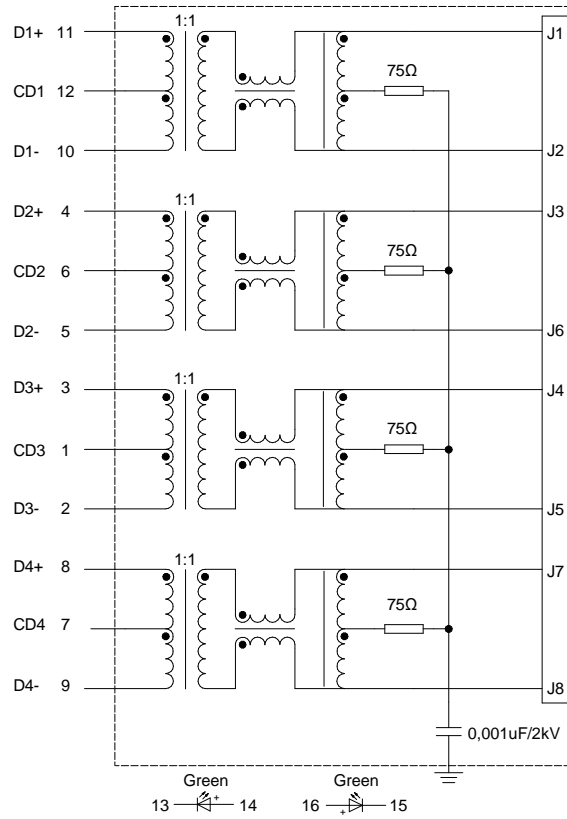 1:1
D1+ 11
J1
75Ω
CD1 12
D1- 10
J2
1:1
D2+ 4
J3
75Ω
CD2 6
D2- 5
J6
1:1
D3+ 3
J4
75Ω
CD3 1
D3- 2
J5
1:1
D4+ 8
J7
75Ω
CD4 7
D4- 9
J8
0,001uF/2kV
Green Green
13 + 14 16 + 15